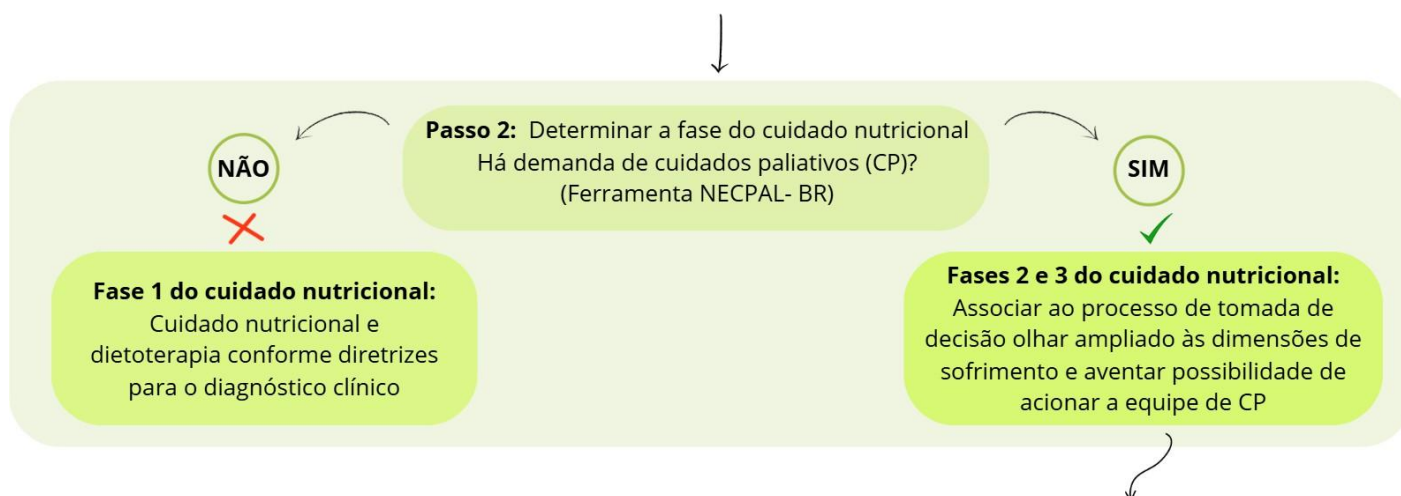 Passo 2: Determinar a fase do cuidado nutricional
Há demanda de cuidados paliativos (CP)?
(Ferramenta NECPAL- BR)
NÃO
SIM
Fase 1 do cuidado nutricional:
Cuidado nutricional e
dietoterapia conforme diretrizes
para o diagnóstico clínico
Fases 2 e 3 do cuidado nutricional:
Associar ao processo de tomada de
decisão olhar ampliado às dimensões de
sofrimento e aventar possibilidade de
acionar a equipe de CP